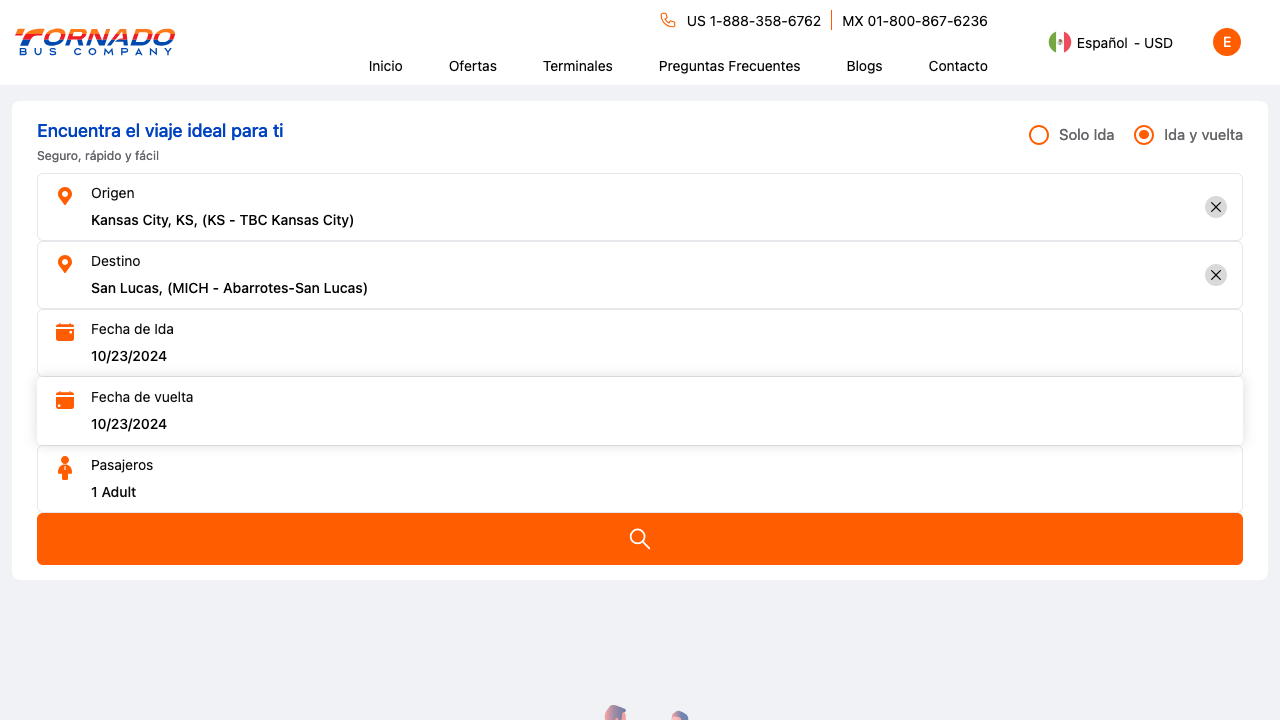 TORNADO
BUS COMPANY
US 1-888-358-6762
MX 01-800-867-6236
Inicio
Ofertas
Terminales
Preguntas Frecuentes
Blogs
Contacto
Español - USD
E
Encuentra el viaje ideal para ti
Seguro, rápido y fácil
Solo Ida
Ida y vuelta
Origen
Kansas City, KS, (KS - TBC Kansas City)
Destino
San Lucas, (MICH - Abarrotes-San Lucas)
Fecha de Ida
10/23/2024
Fecha de vuelta
10/23/2024
Pasajeros
1 Adult